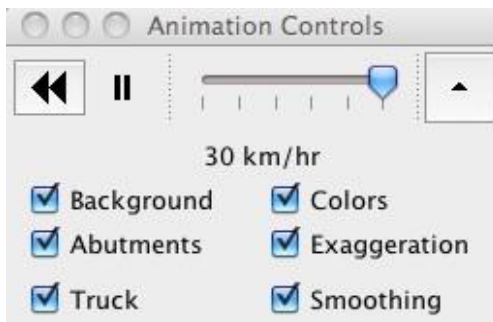 Animation Controls
30 km/hr
Background Colors
Abutments Exaggeration
Truck Smoothing